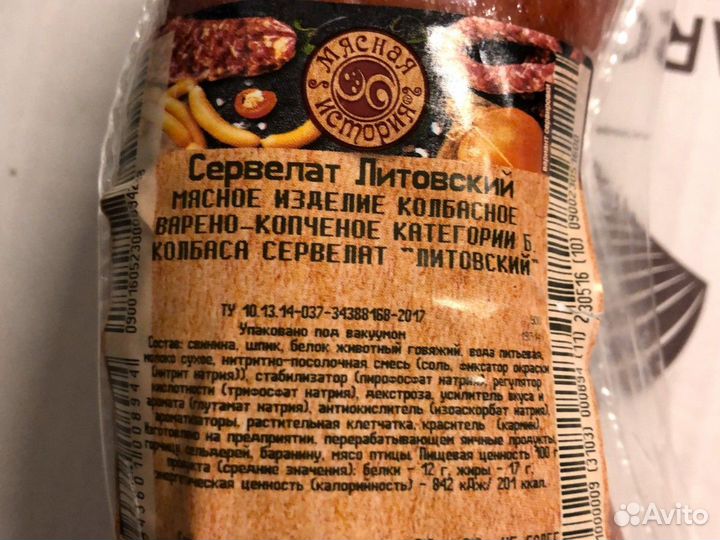 МЯСНАЯ
ИСТОРИЯ
Сервелат Литовский
МЯСНОЕ ИЗДЕЛИЕ КОЛБАСНОЕ
ВАРЕНО-КОПЧЕНОЕ КАТЕГОРИИ Б.
КОЛБАСА СЕРВЕЛАТ "ЛИТОВСКИЙ"
ТУ 10.13.14-037-34388168-2017
Упаковано под вакуумом
Состав: свинина, шпик, белок животный говяжий, вода питьевая,
молоко сухое, нитритно-посолочная смесь (соль, фиксатор окраски
(нитрит натрия)), стабилизатор (пирофосфат натрия), регулятор
кислотности (трифосфат натрия), декстроза, усилитель вкуса и
аромата (глутамат натрия), антиокислитель (изоаскорбат натрия),
ароматизаторы, растительная клетчатка, краситель (кармин).
Изготовлено на предприятии, перерабатывающем яичные продукты,
горчицу, сельдерей, баранину, мясо птицы. Пищевая ценность 100 г
продукта (средние значения): белки - 12 г, жиры - 17 г,
энергетическая ценность (калорийность) - 842 кДж/ 201 ккал.
Avito